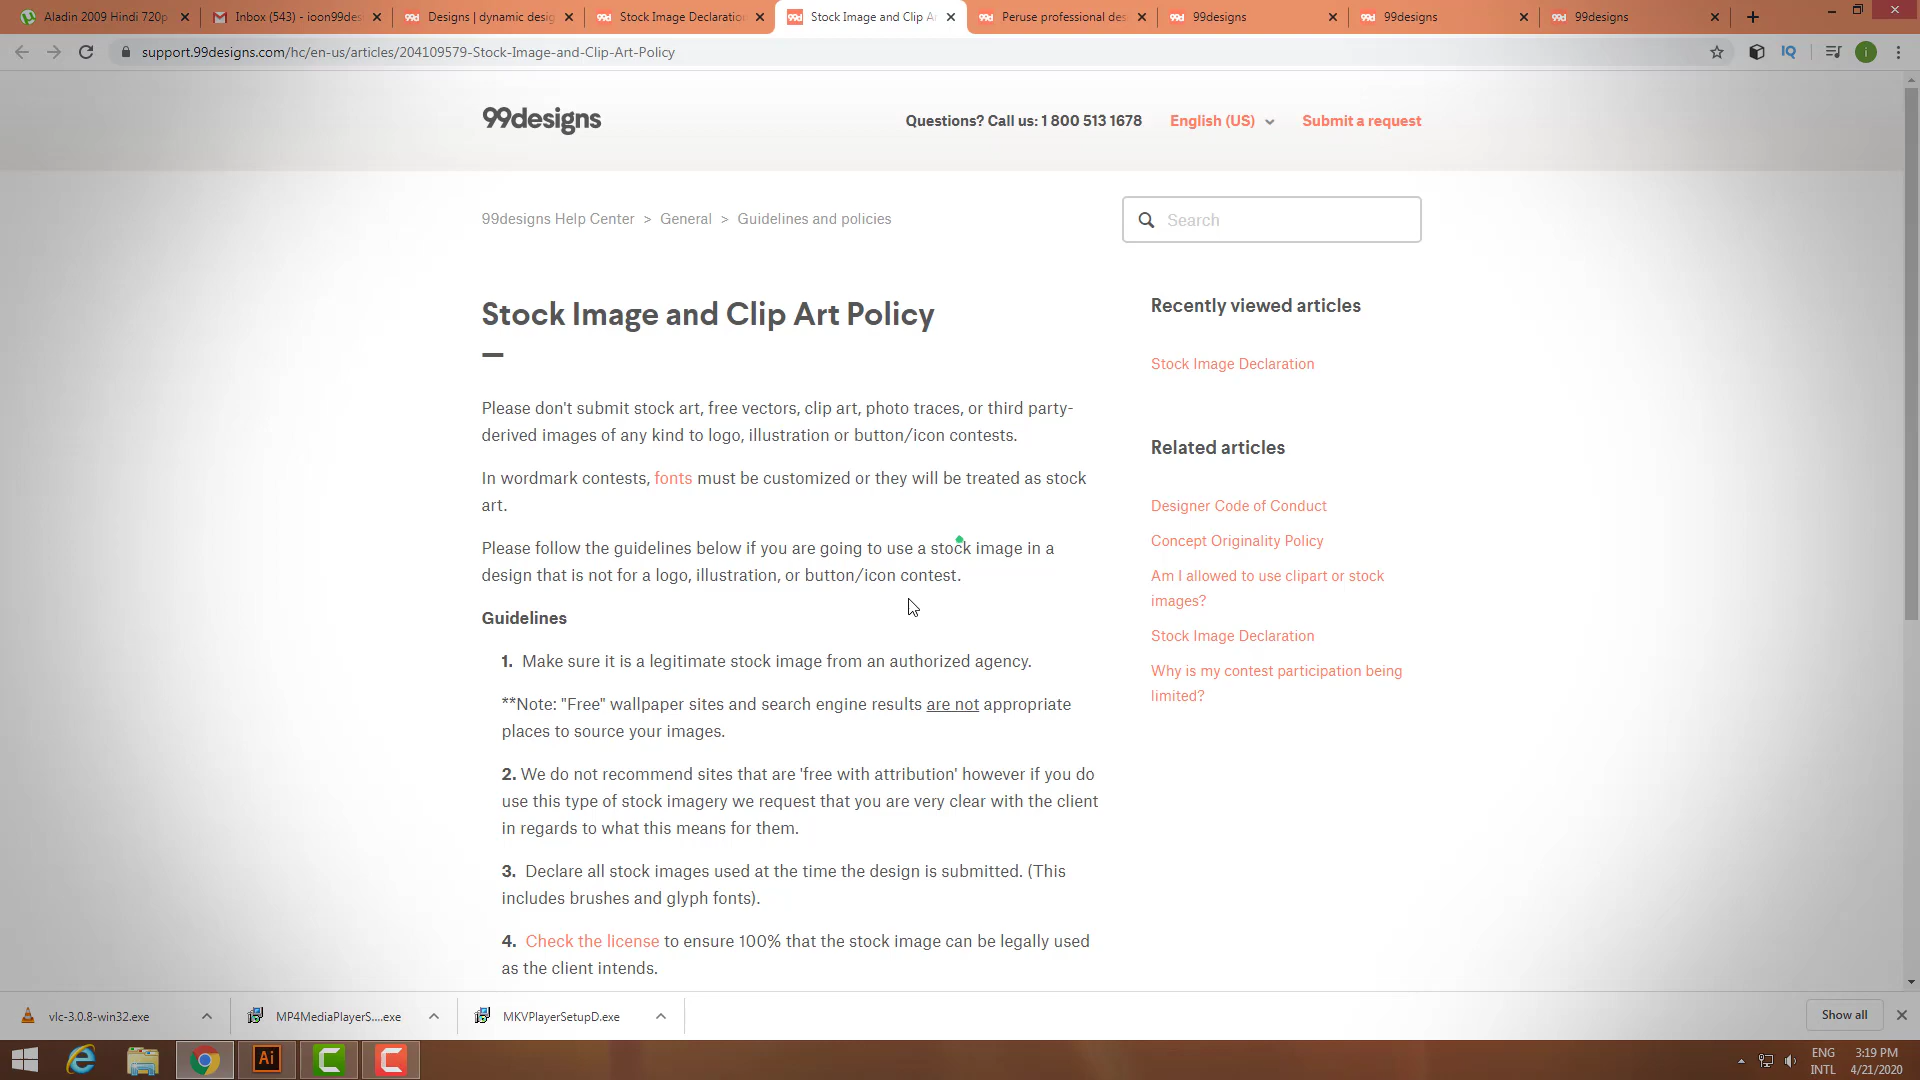 Aladin 2009 Hindi 720p
Inbox (543) - ioon99des
Designs | dynamic desig
Stock Image Declaration
Stock Image and Clip Ar
Peruse professional des
99designs
99designs
99designs
support.99designs.com/hc/en-us/articles/204109579-Stock-Image-and-Clip-Art-Policy
IQ
i
99designs
Questions? Call us: 1 800 513 1678
English (US)
Submit a request
99designs Help Center > General > Guidelines and policies
Search
Stock Image and Clip Art Policy
Please don't submit stock art, free vectors, clip art, photo traces, or third party-
derived images of any kind to logo, illustration or button/icon contests.
In wordmark contests, fonts must be customized or they will be treated as stock
art.
Please follow the guidelines below if you are going to use a stock image in a
design that is not for a logo, illustration, or button/icon contest.
Guidelines
1. Make sure it is a legitimate stock image from an authorized agency.
**Note: "Free" wallpaper sites and search engine results are not appropriate
places to source your images.
2. We do not recommend sites that are 'free with attribution' however if you do
use this type of stock imagery we request that you are very clear with the client
in regards to what this means for them.
3. Declare all stock images used at the time the design is submitted. (This
includes brushes and glyph fonts).
4. Check the license to ensure 100% that the stock image can be legally used
as the client intends.
Recently viewed articles
Stock Image Declaration
Related articles
Designer Code of Conduct
Concept Originality Policy
Am I allowed to use clipart or stock
images?
Stock Image Declaration
Why is my contest participation being
limited?
vlc-3.0.8-win32.exe
MP4MediaPlayerS....exe
MKVPlayerSetupD.exe
Show all
Ai
ENG
INTL
3:19 PM
4/21/2020